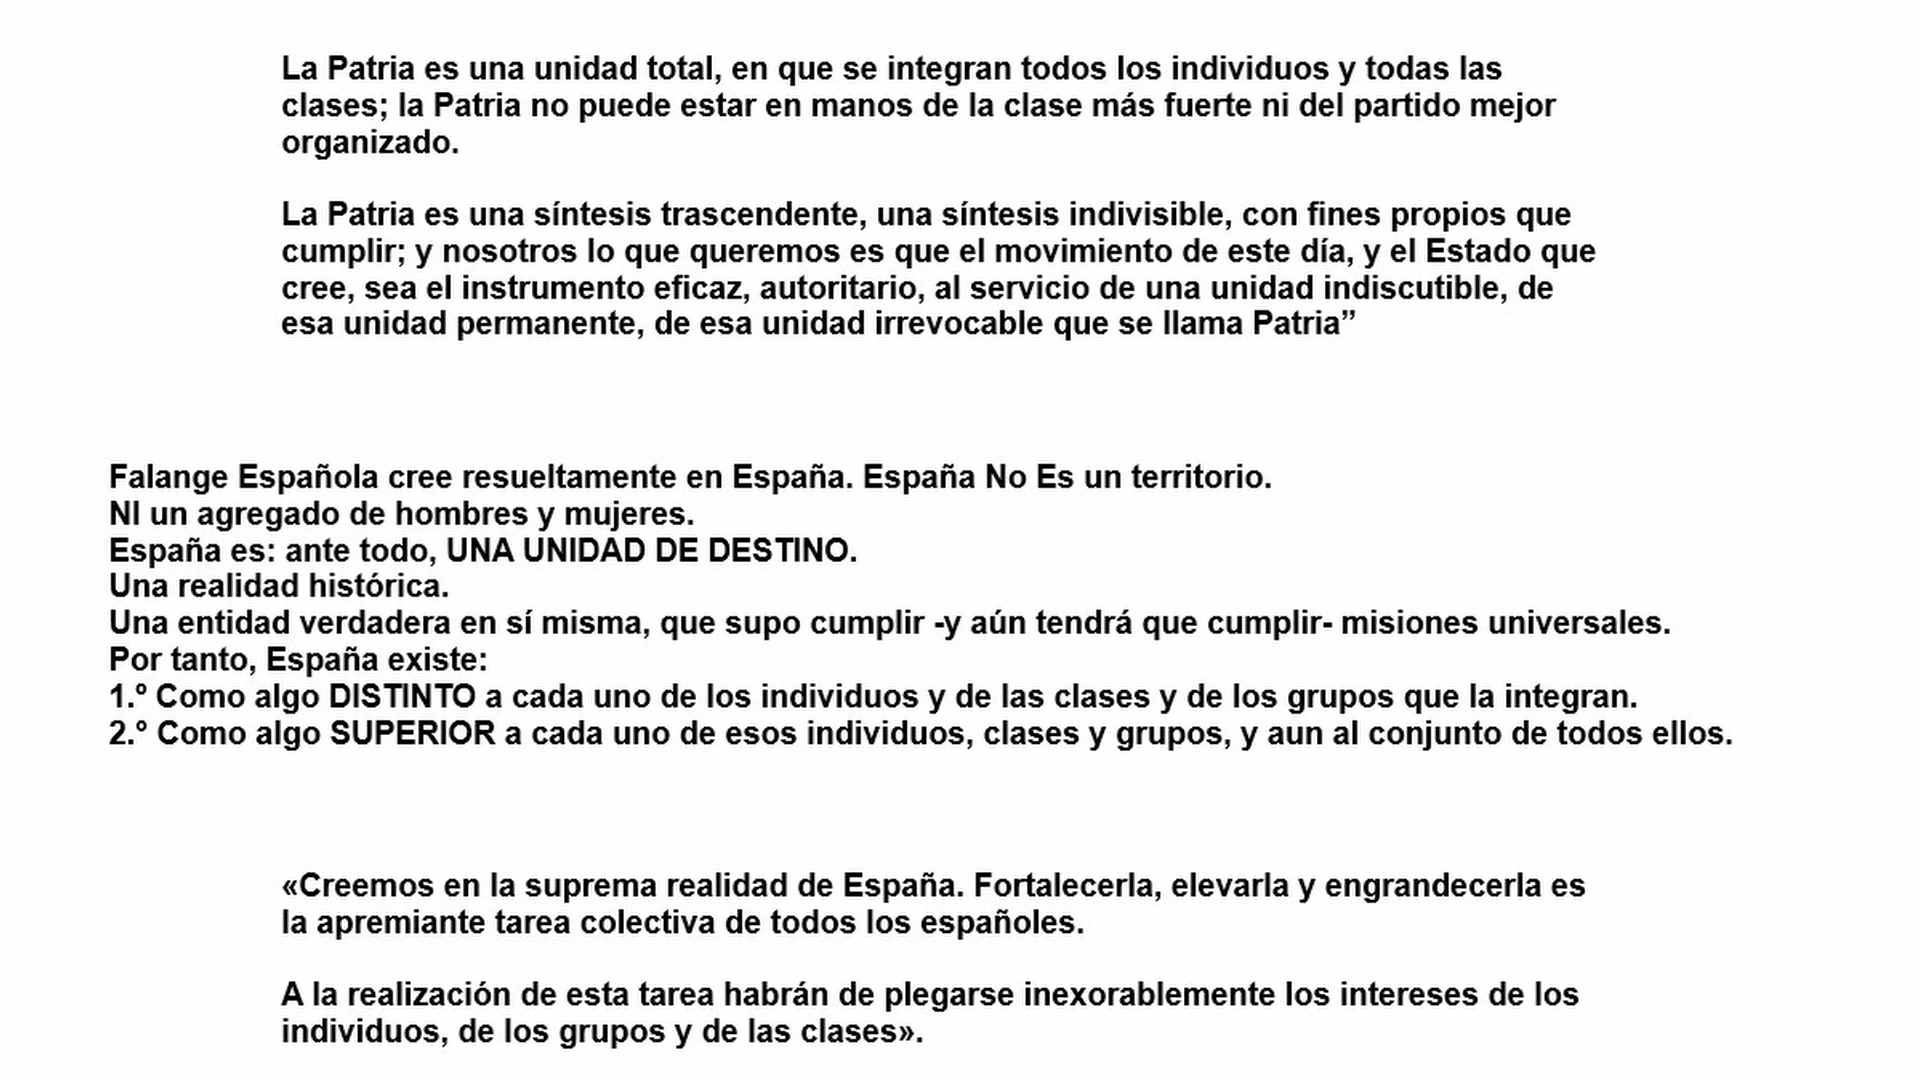 La Patria es una unidad total, en que se integran todos los individuos y todas las
clases; la Patria no puede estar en manos de la clase más fuerte ni del partido mejor
organizado.
La Patria es una síntesis trascendente, una síntesis indivisible, con fines propios que
cumplir; y nosotros lo que queremos es que el movimiento de este día, y el Estado que
cree, sea el instrumento eficaz, autoritario, al servicio de una unidad indiscutible, de
esa unidad permanente, de esa unidad irrevocable que se llama Patria”
Falange Española cree resueltamente en España. España No Es un territorio.
NI un agregado de hombres y mujeres.
España es: ante todo, UNA UNIDAD DE DESTINO.
Una realidad histórica.
Una entidad verdadera en sí misma, que supo cumplir -y aún tendrá que cumplir- misiones universales.
Por tanto, España existe:
1.º Como algo DISTINTO a cada uno de los individuos y de las clases y de los grupos que la integran.
2.º Como algo SUPERIOR a cada uno de esos individuos, clases y grupos, y aun al conjunto de todos ellos.
«Creemos en la suprema realidad de España. Fortalecerla, elevarla y engrandecerla es
la apremiante tarea colectiva de todos los españoles.
A la realización de esta tarea habrán de plegarse inexorablemente los intereses de los
individuos, de los grupos y de las clases».